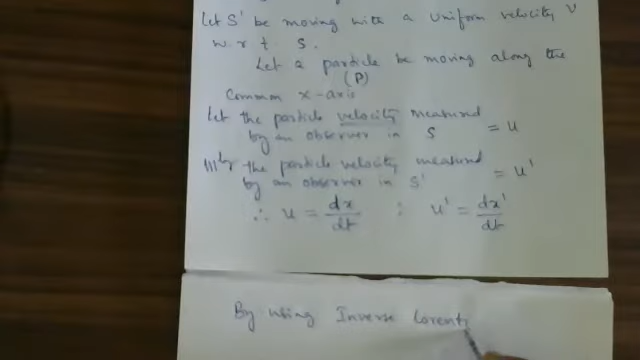 Let S' be moving with a uniform velocity v
w.r.t. S.
Let a particle be moving along the
(P)
Common x-axis
Let the particle velocity measured
by an observer in S = u
Illly the particle velocity measured
by an observer in S' = u'
∴ u = dx/dt ; u' = dx'/dt
By using Inverse Lorent